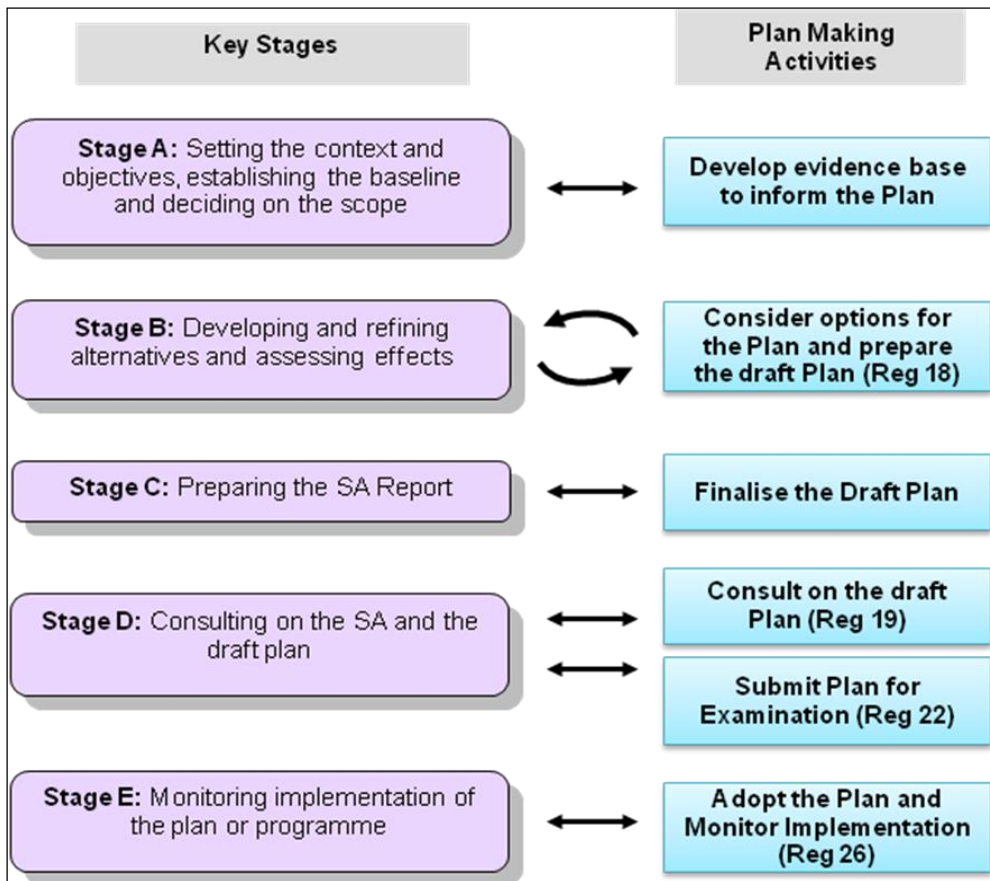 Key Stages
Plan Making
Activities
Stage A: Setting the context and
objectives, establishing the baseline
and deciding on the scope
Develop evidence base
to inform the Plan
Stage B: Developing and refining
alternatives and assessing effects
Consider options for
the Plan and prepare
the draft Plan (Reg 18)
Stage C: Preparing the SA Report
Finalise the Draft Plan
Stage D: Consulting on the SA and the
draft plan
Consult on the draft
Plan (Reg 19)
Submit Plan for
Examination (Reg 22)
Stage E: Monitoring implementation of
the plan or programme
Adopt the Plan and
Monitor Implementation
(Reg 26)